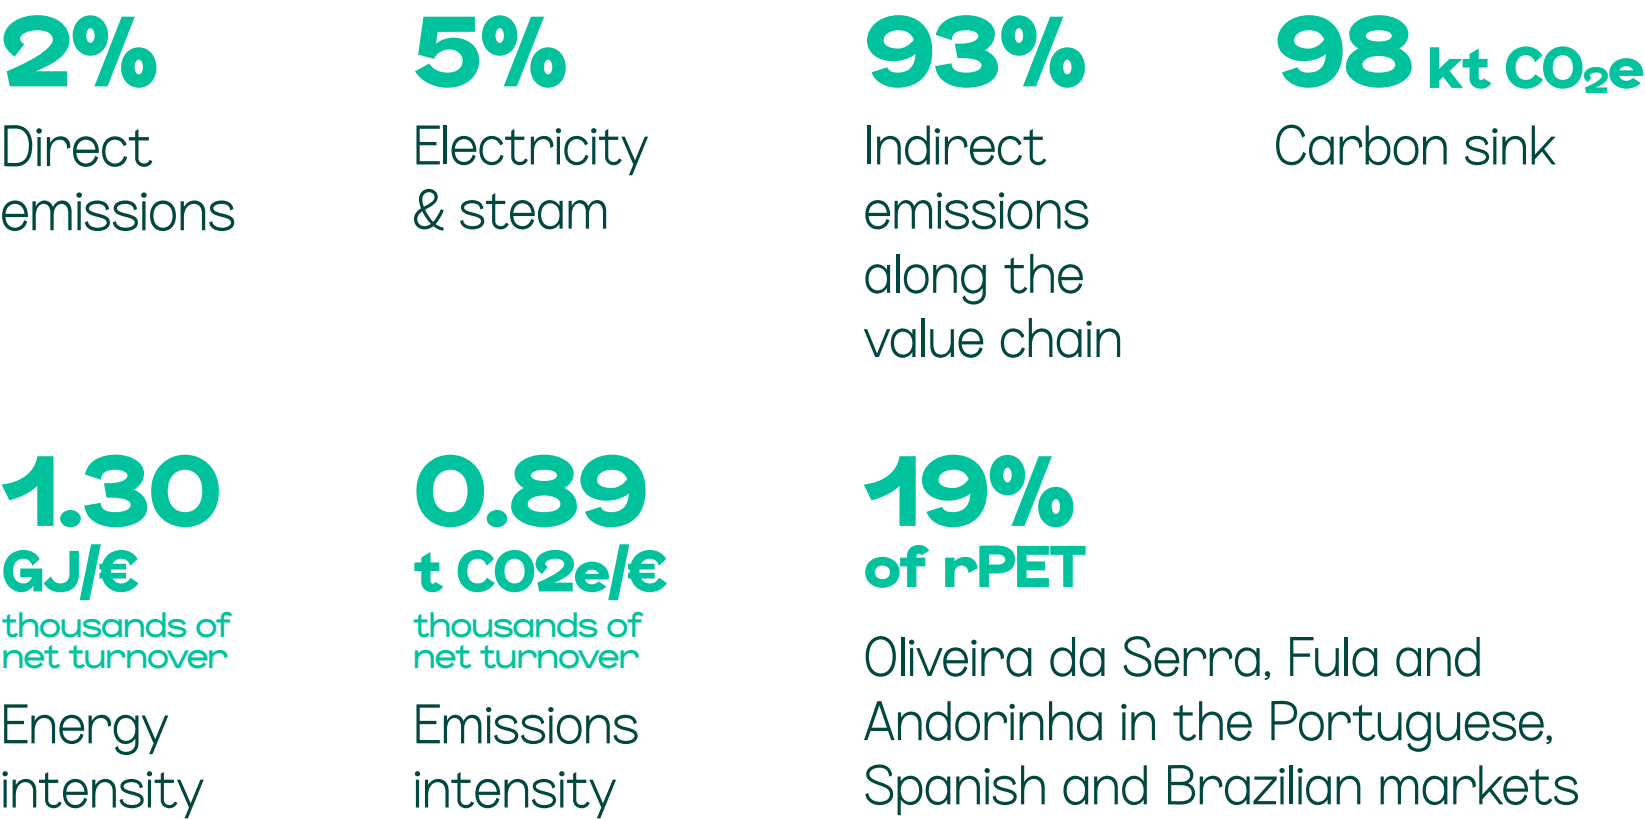 2%
Direct
emissions
5%
Electricity
& steam
93%
Indirect
emissions
along the
value chain
98 kt CO₂e
Carbon sink
1.30
GJ/€
thousands of
net turnover
Energy
intensity
0.89
t CO2e/€
thousands of
net turnover
Emissions
intensity
19%
of rPET
Oliveira da Serra, Fula and
Andorinha in the Portuguese,
Spanish and Brazilian markets